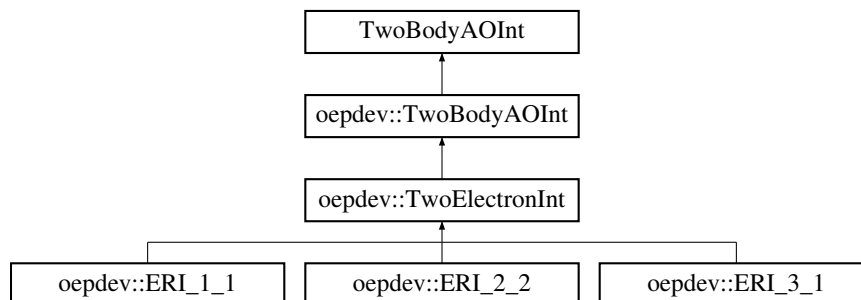 TwoBodyAOInt
oepdev::TwoBodyAOInt
oepdev::TwoElectronInt
oepdev::ERI_1_1 oepdev::ERI_2_2 oepdev::ERI_3_1